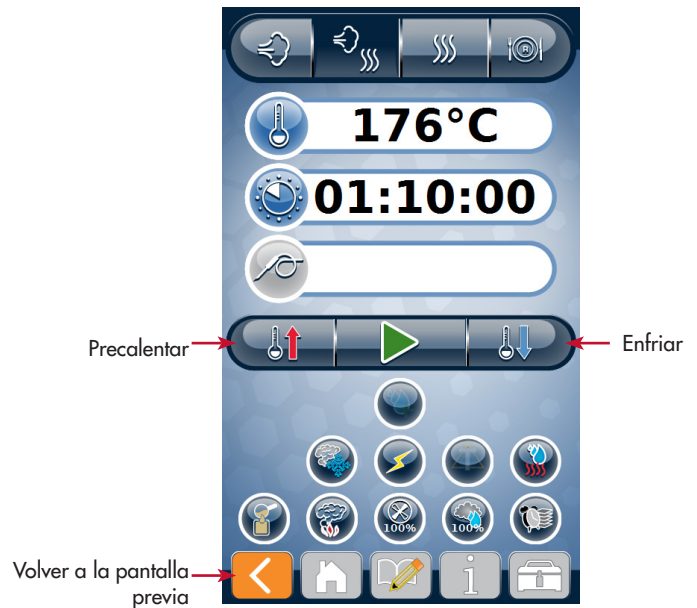 R
176°C
01:10:00
Precalentar
Enfriar
100%
100%
Volver a la pantalla
previa